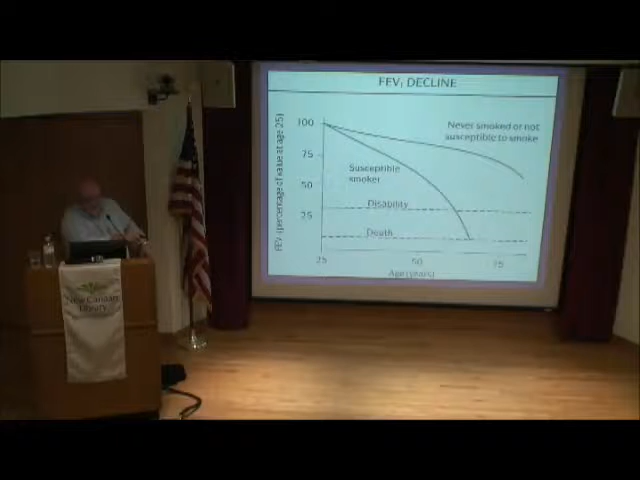 FEV₁ DECLINE
FEV₁ (percentage of value at age 25)
100
75
50
25
Never smoked or not
susceptible to smoke
Susceptible
smoker
Disability
Death
25
50
75
Age (years)
New Canaan
Library